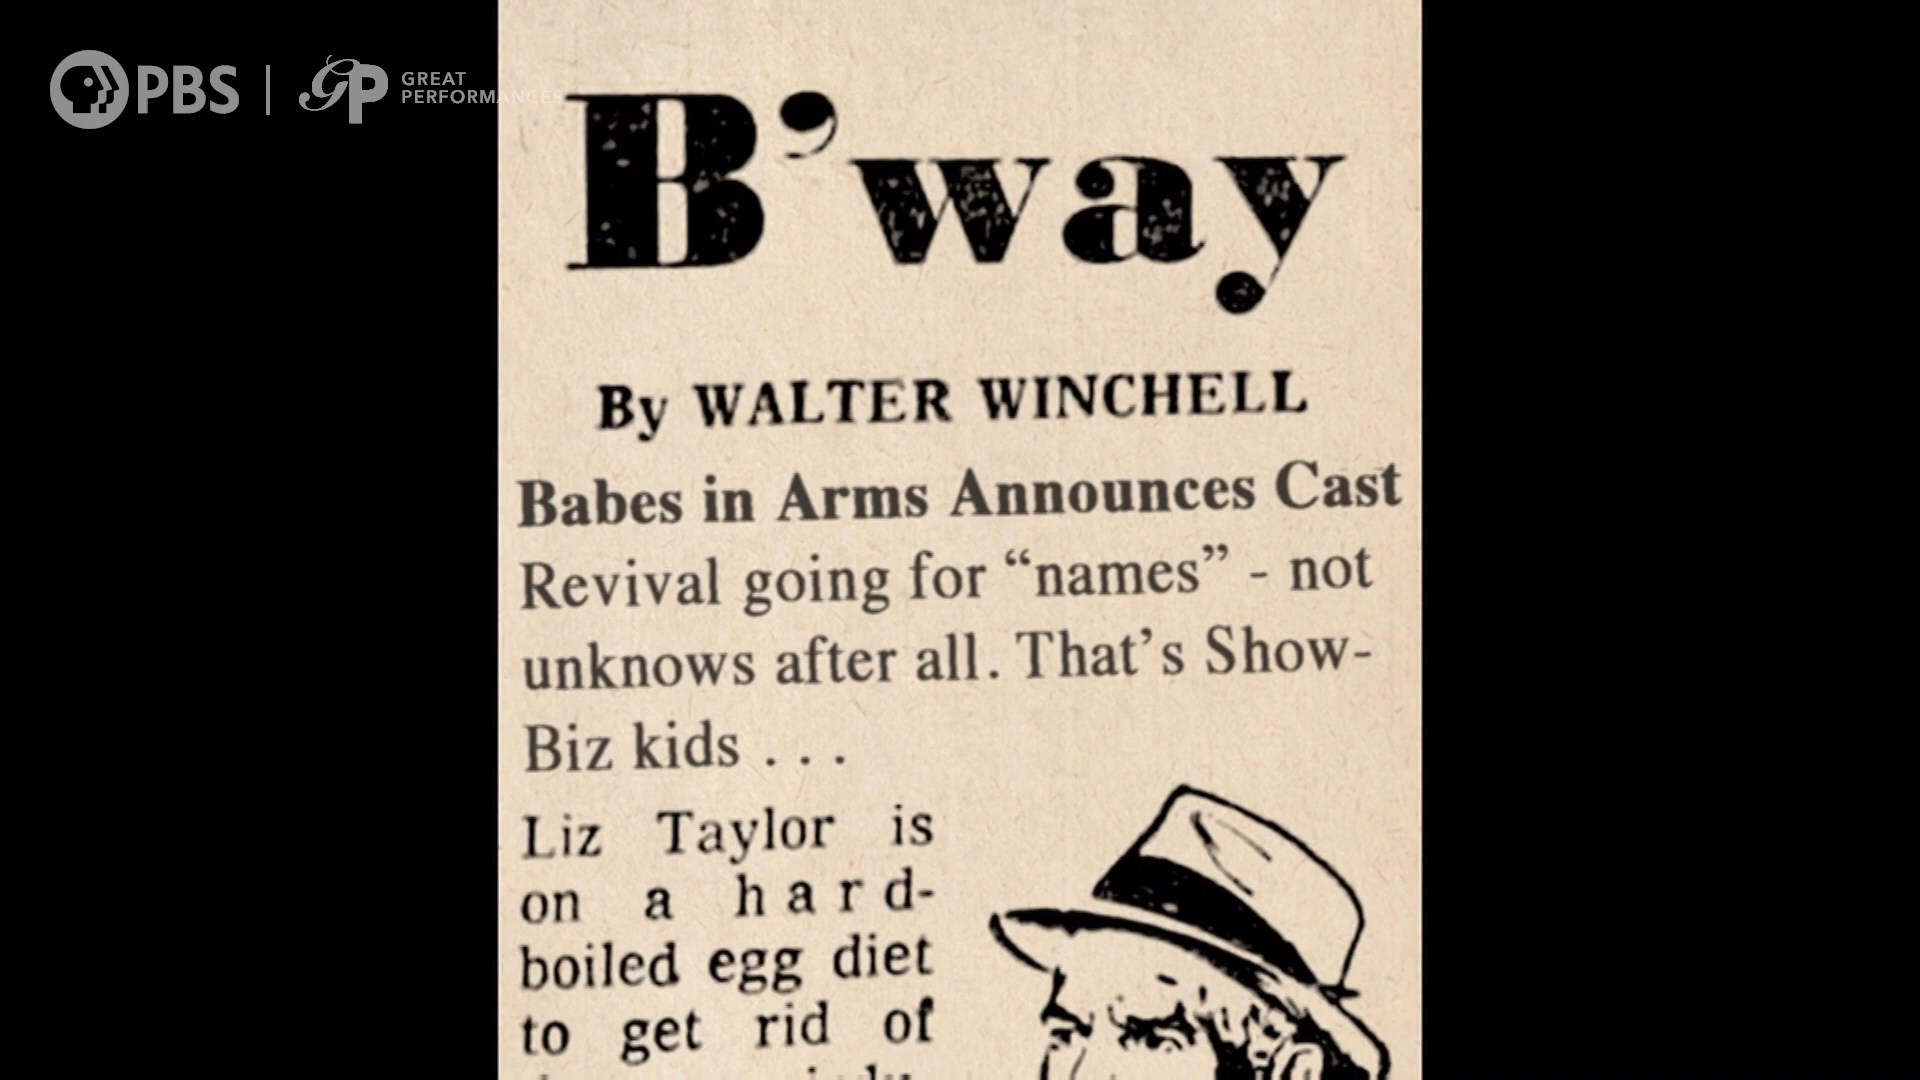 PBS | GP GREAT
PERFORMANCES
B'way
By WALTER WINCHELL
Babes in Arms Announces Cast
Revival going for “names” - not
unknows after all. That’s Show-
Biz kids . . .
Liz Taylor is
on a hard-
boiled egg diet
to get rid of